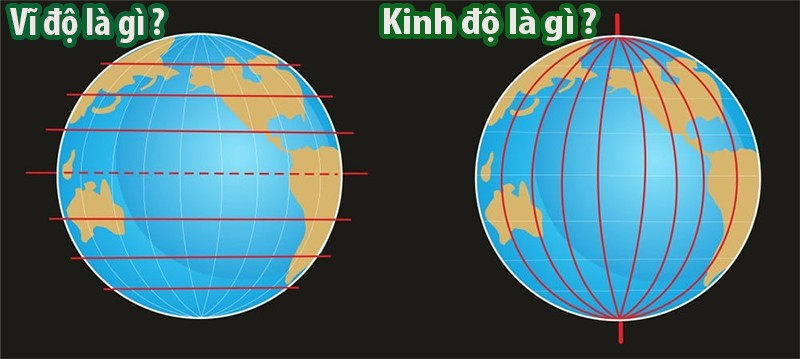 Vĩ độ là gì ?
Kinh độ là gì ?